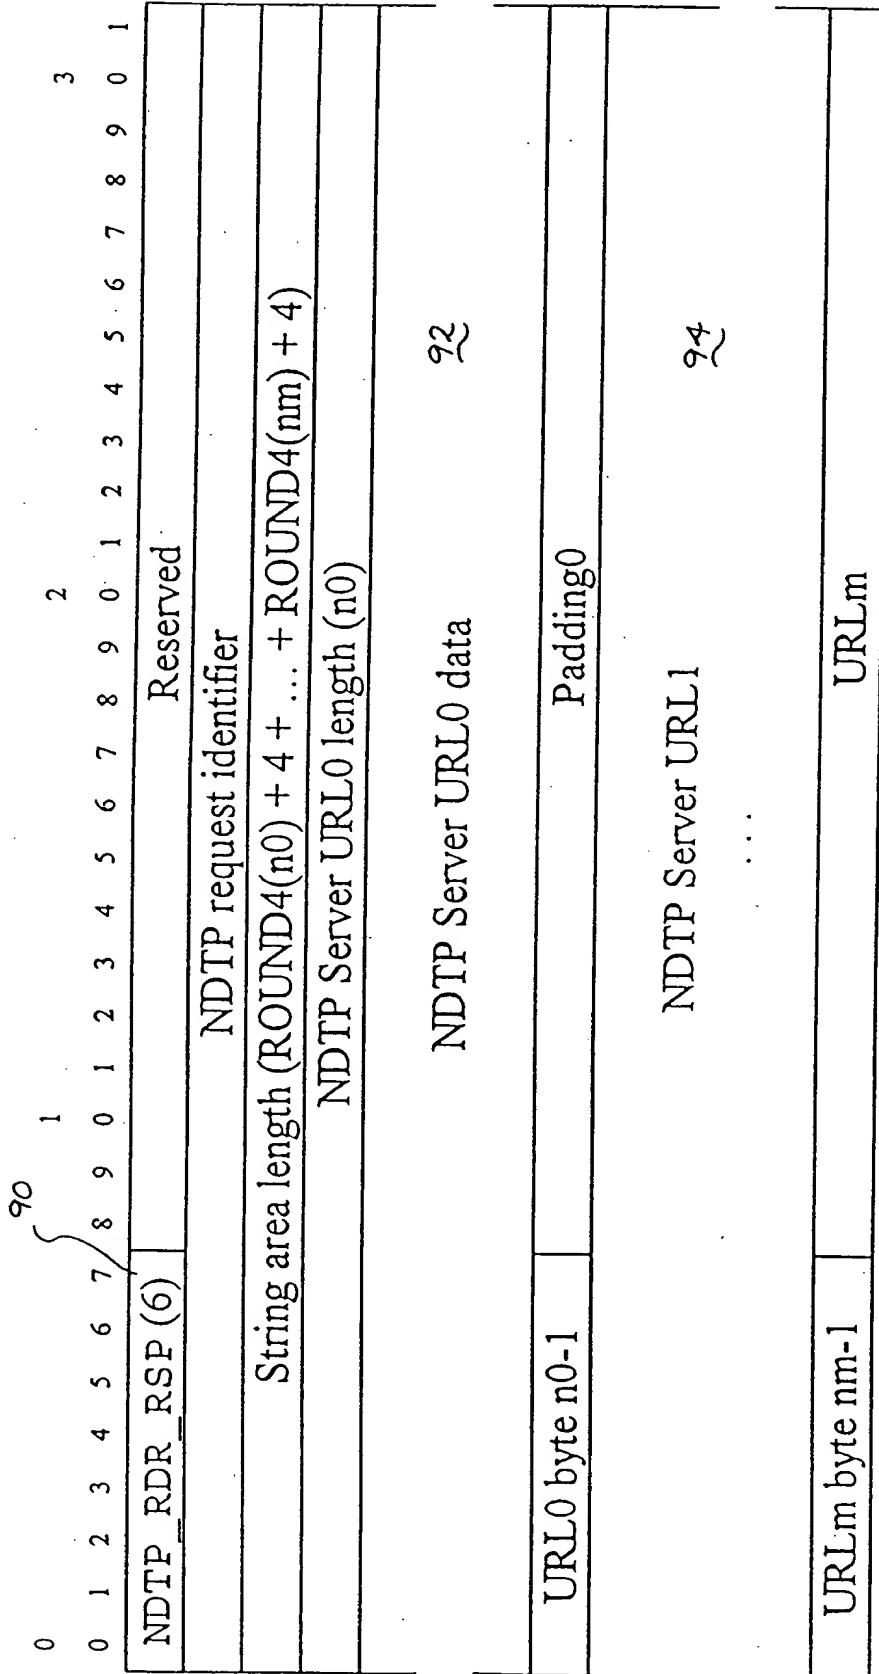 90
0 1 2 3
0 1 2 3 4 5 6 7 8 9 0 1 2 3 4 5 6 7 8 9 0 1 2 3 4 5 6 7 8 9 0 1
NDTP_RDR_RSP (6) Reserved
NDTP request identifier
String area length (ROUND4(n0) + 4 + ... + ROUND4(nm) + 4)
NDTP Server URL0 length (n0)
NDTP Server URL0 data 92
URL0 byte n0-1 Padding0
NDTP Server URL1 94
...
URLm byte nm-1 URLm